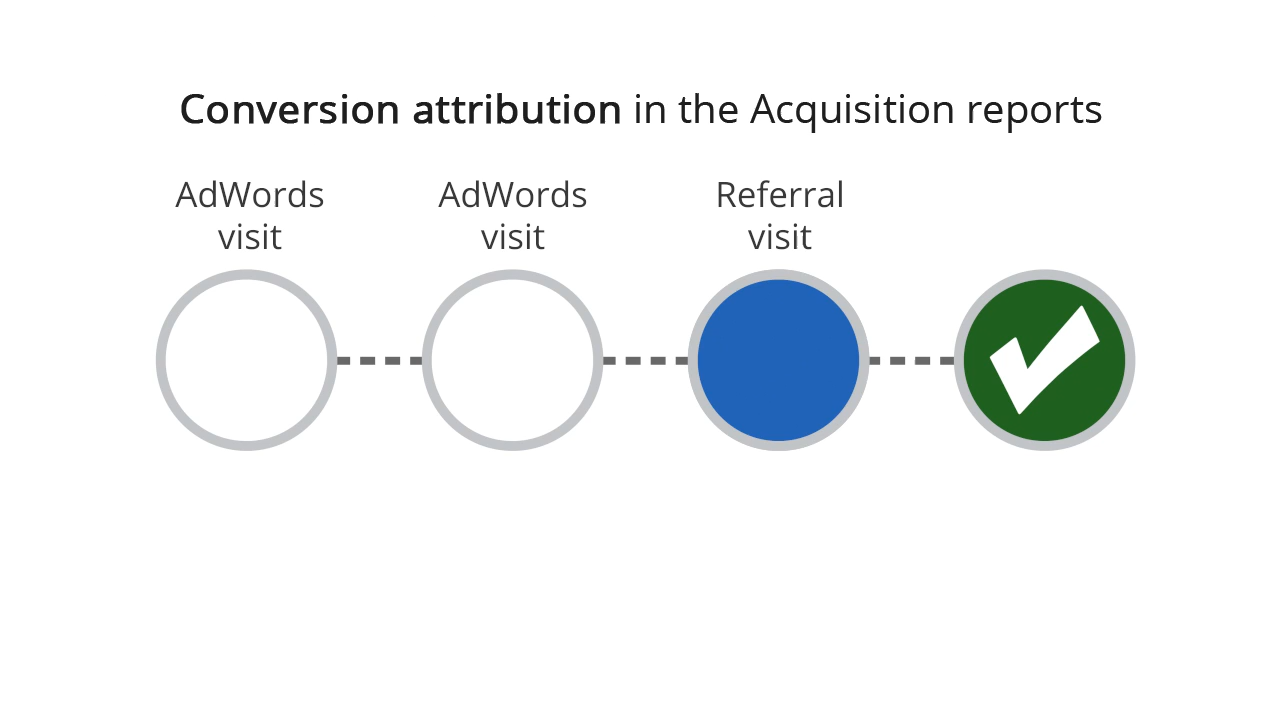 Conversion attribution in the Acquisition reports
AdWords
visit
AdWords
visit
Referral
visit